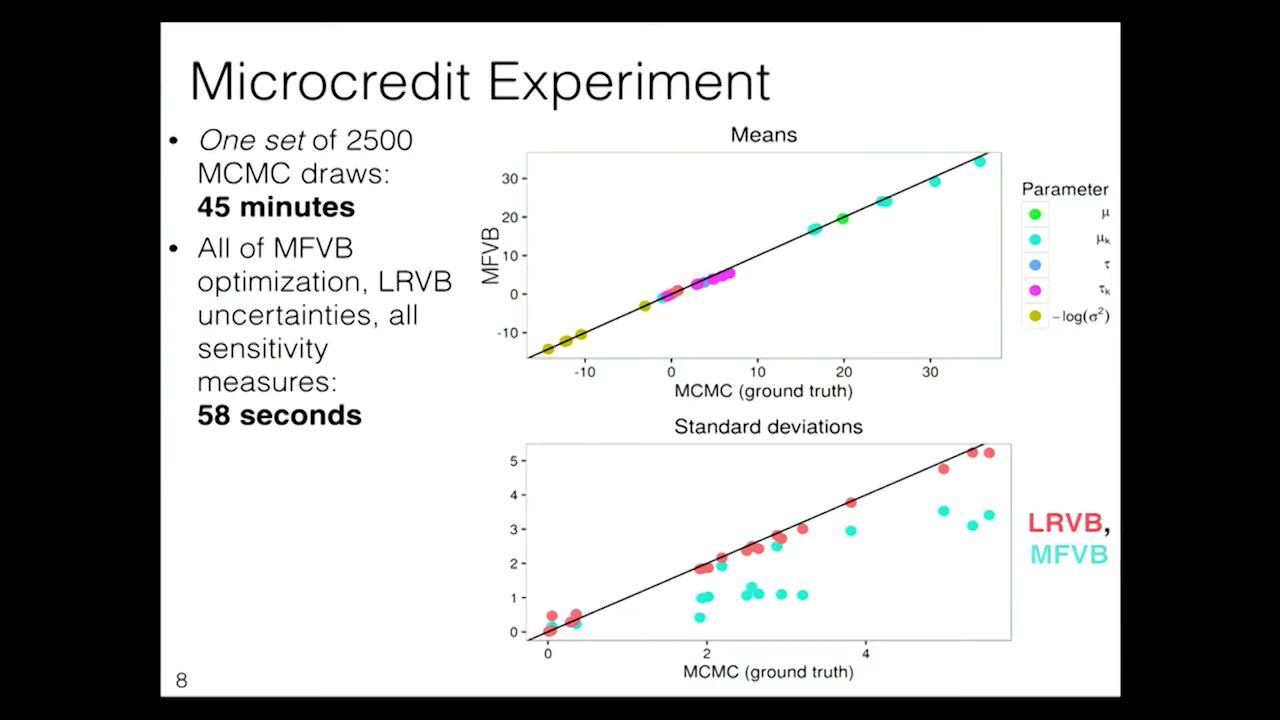 Microcredit Experiment
• One set of 2500
MCMC draws:
45 minutes
• All of MFVB
optimization, LRVB
uncertainties, all
sensitivity
measures:
58 seconds
Means
MFVB
30
20
10
0
-10
-10 0 10 20 30
MCMC (ground truth)
Parameter
μ
μk
τ
τk
−log(σ²)
Standard deviations
5
4
3
2
1
0
0 2 4
MCMC (ground truth)
LRVB,
MFVB
8